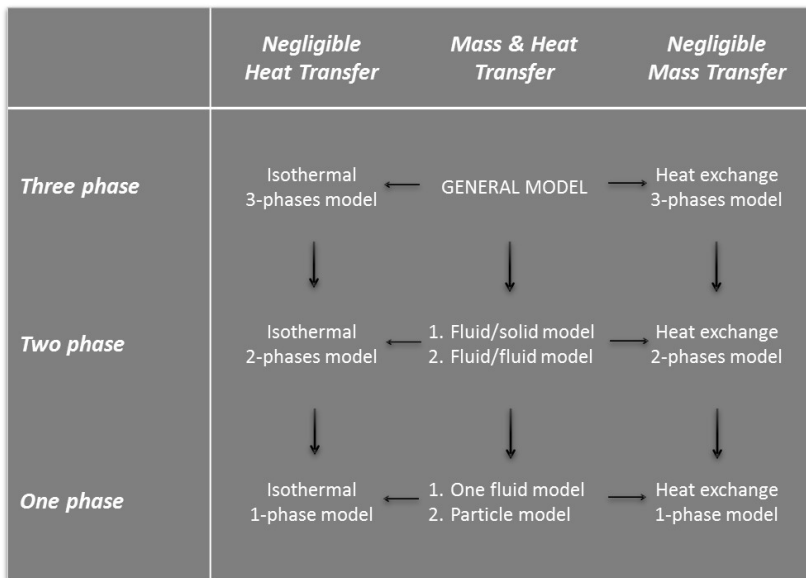 Negligible
Heat Transfer
Mass & Heat
Transfer
Negligible
Mass Transfer
Three phase
Isothermal
3-phases model
GENERAL MODEL
Heat exchange
3-phases model
Two phase
Isothermal
2-phases model
1. Fluid/solid model
2. Fluid/fluid model
Heat exchange
2-phases model
One phase
Isothermal
1-phase model
1. One fluid model
2. Particle model
Heat exchange
1-phase model